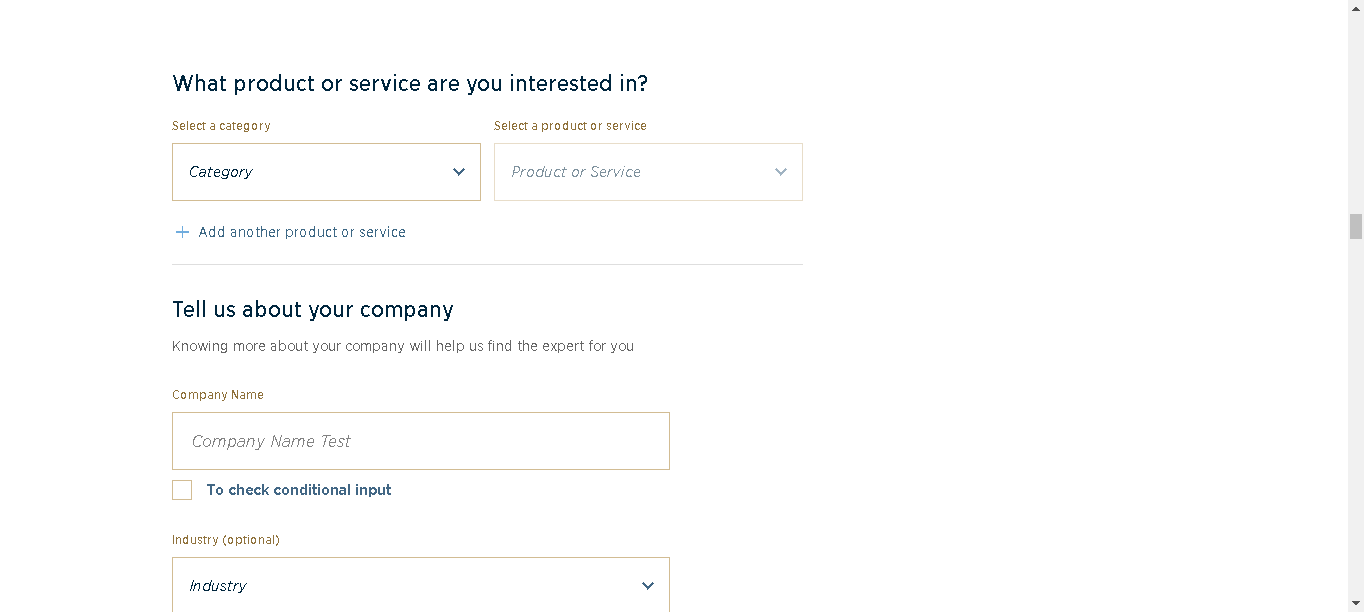 What product or service are you interested in?
Select a category
Select a product or service
Category
Product or Service
Add another product or service
Tell us about your company
Knowing more about your company will help us find the expert for you
Company Name
Company Name Test
To check conditional input
Industry (optional)
Industry